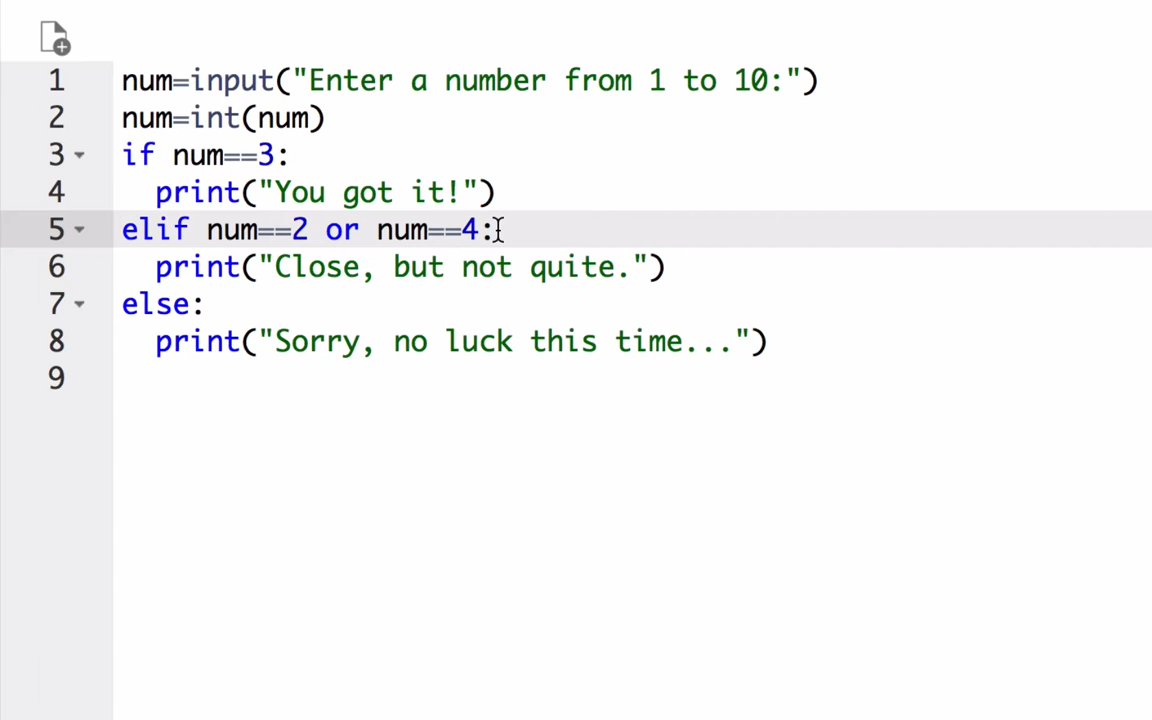 1 num=input("Enter a number from 1 to 10:")
2 num=int(num)
3 if num==3:
4   print("You got it!")
5 elif num==2 or num==4:
6   print("Close, but not quite.")
7 else:
8   print("Sorry, no luck this time...")
9